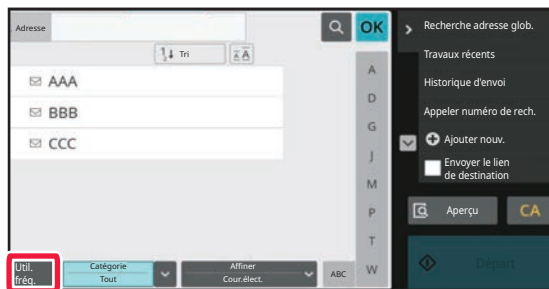 Adresse
OK
Tri
A
AAA
BBB
CCC
A
D
G
J
M
P
T
W
Util.
fréq.
Catégorie
Tout
Affiner
Cour.élect.
ABC
Recherche adresse glob.
Travaux récents
Historique d'envoi
Appeler numéro de rech.
Ajouter nouv.
Envoyer le lien
de destination
Aperçu
CA
Départ